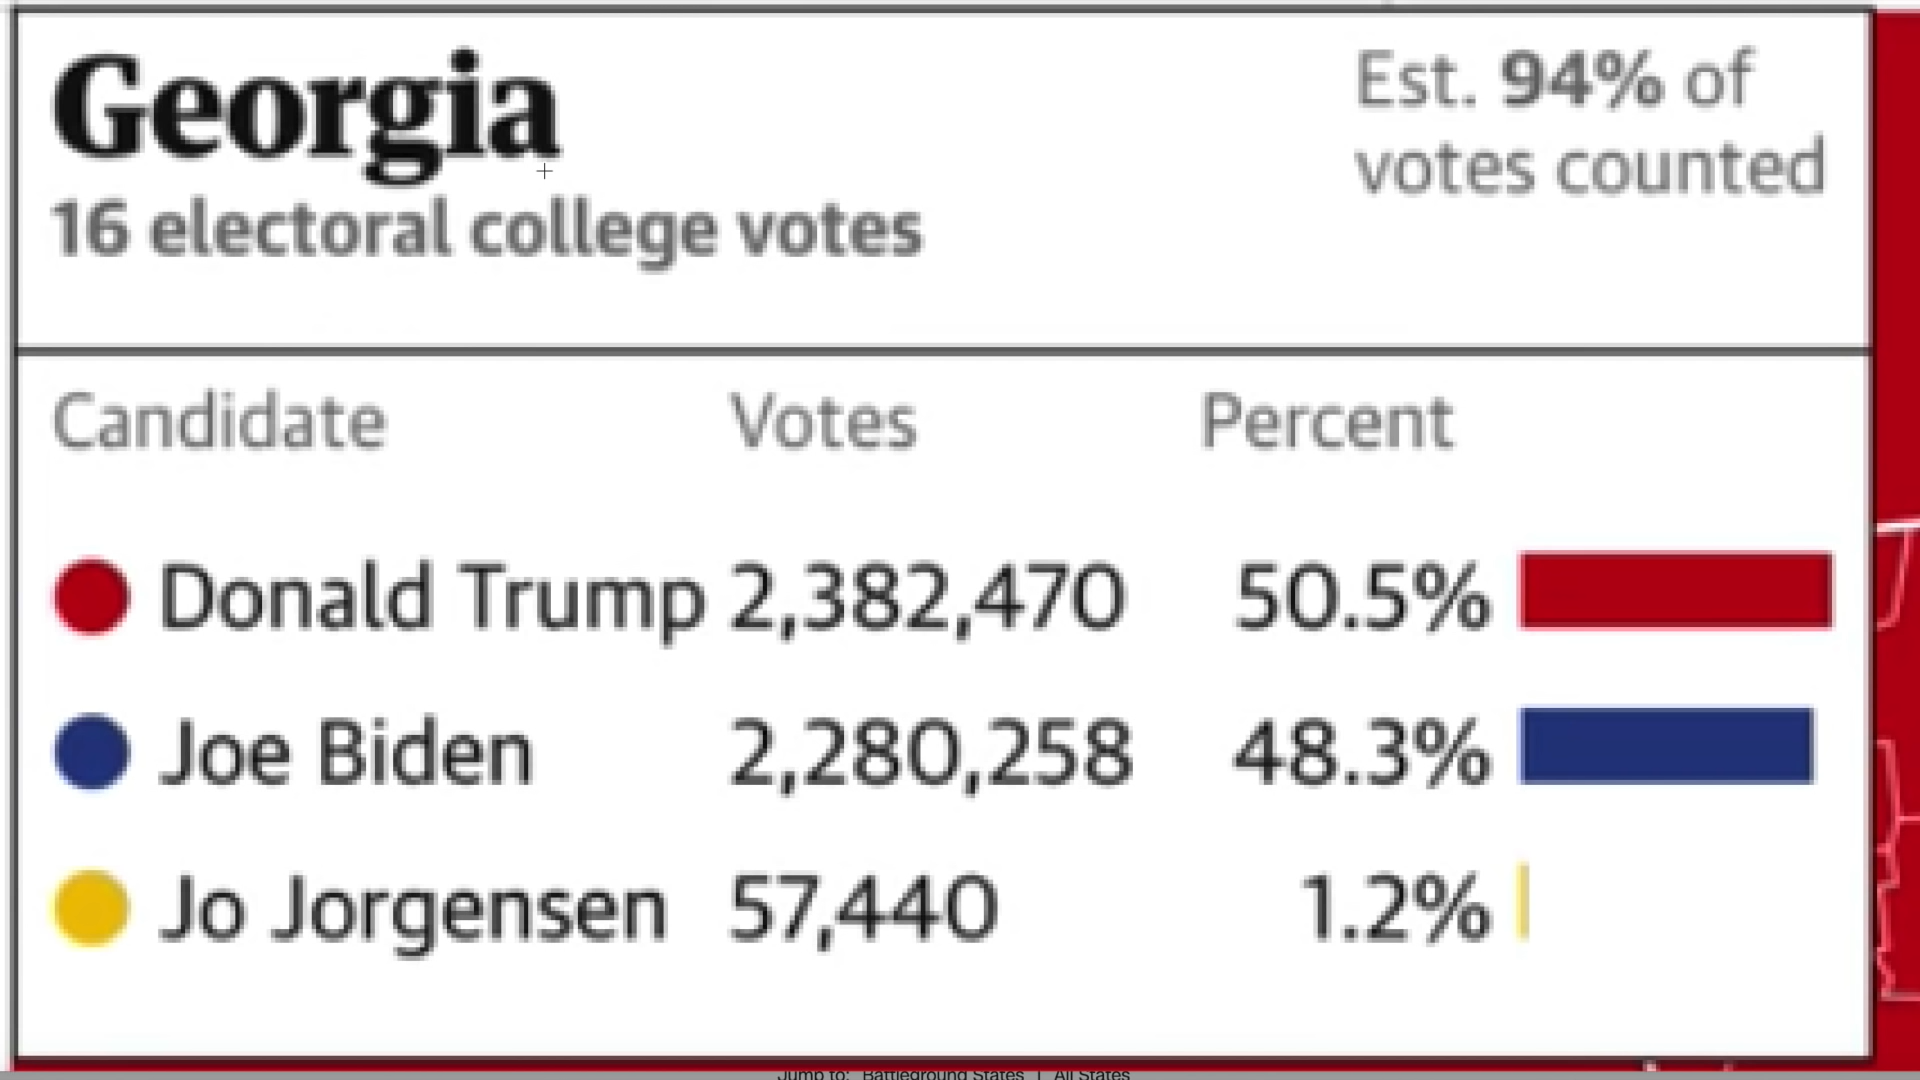 Georgia
Est. 94% of
votes counted
16 electoral college votes
Candidate Votes Percent
Donald Trump 2,382,470 50.5%
Joe Biden 2,280,258 48.3%
Jo Jorgensen 57,440 1.2%
Jump to: Battleground States | All States